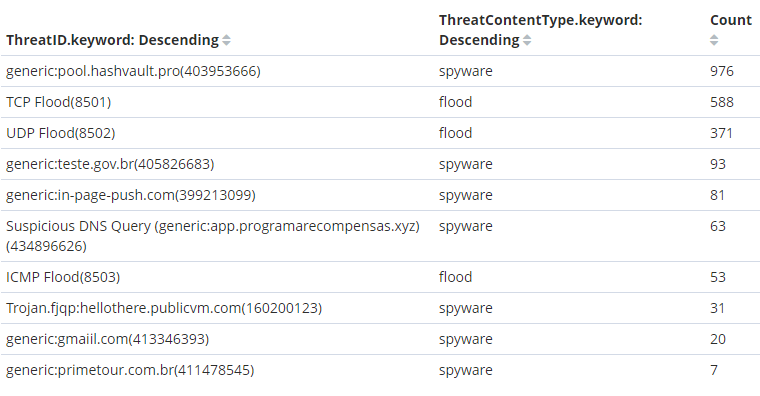 ThreatID.keyword: Descending ThreatContentType.keyword: Descending Count
generic:pool.hashvault.pro(403953666) spyware 976
TCP Flood(8501) flood 588
UDP Flood(8502) flood 371
generic:teste.gov.br(405826683) spyware 93
generic:in-page-push.com(399213099) spyware 81
Suspicious DNS Query (generic:app.programarecompensas.xyz) spyware 63
(434896626)
ICMP Flood(8503) flood 53
Trojan.fjqp:hellothere.publicvm.com(160200123) spyware 31
generic:gmaiil.com(413346393) spyware 20
generic:primetour.com.br(411478545) spyware 7